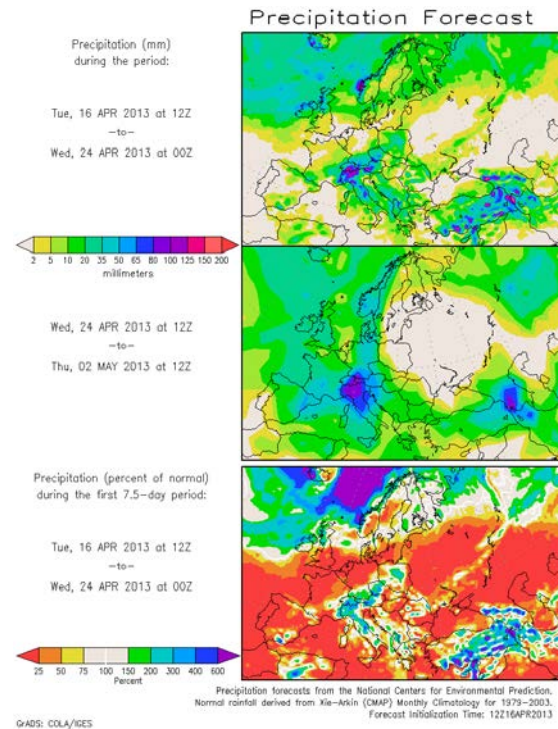 Precipitation Forecast
Precipitation (mm)
during the period:
Tue, 16 APR 2013 at 12Z
-to-
Wed, 24 APR 2013 at 00Z
2 5 10 20 35 50 65 80 100 125 150 200
millimeters
Wed, 24 APR 2013 at 12Z
-to-
Thu, 02 MAY 2013 at 12Z
Precipitation (percent of normal)
during the first 7.5-day period:
Tue, 16 APR 2013 at 12Z
-to-
Wed, 24 APR 2013 at 00Z
25 50 75 100 150 200 300 400 600
Percent
Precipitation forecasts from the National Centers for Environmental Prediction.
Normal rainfall derived from Xie-Arkin (CMAP) Monthly Climatology for 1979-2003.
Forecast Initialization Time: 12Z16APR2013
GrADS: COLA/IGES